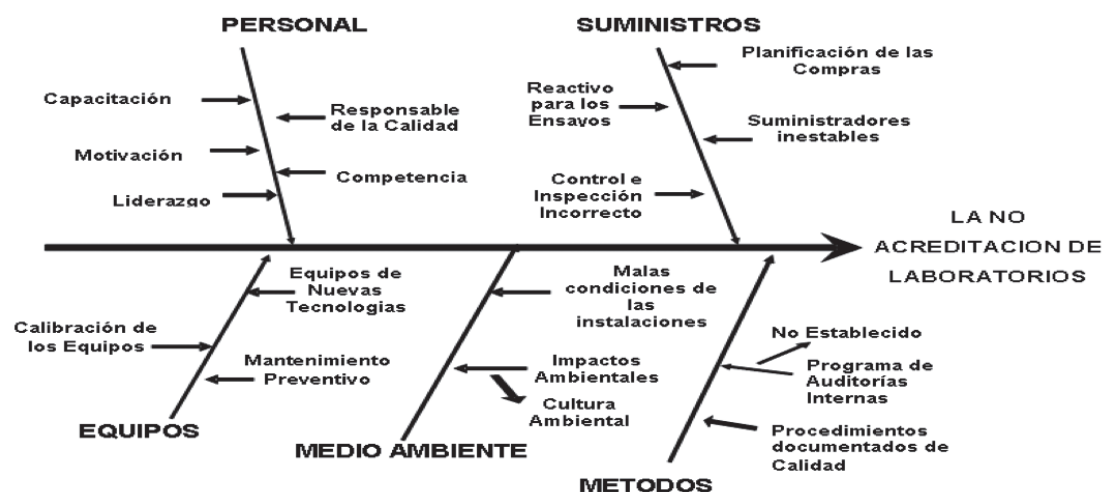 PERSONAL
SUMINISTROS
Capacitación
Responsable
de la Calidad
Motivación
Competencia
Liderazgo
Planificación de las
Compras
Reactivo
para los
Ensayos
Suministradores
inestables
Control e
Inspección
Incorrecto
LA NO
ACREDITACION DE
LABORATORIOS
Equipos de
Nuevas
Tecnologías
Calibración de
los Equipos
Mantenimiento
Preventivo
EQUIPOS
Malas
condiciones de
las
instalaciones
Impactos
Ambientales
Cultura
Ambiental
MEDIO AMBIENTE
No Establecido
Programa de
Auditorías
Internas
Procedimientos
documentados de
Calidad
METODOS